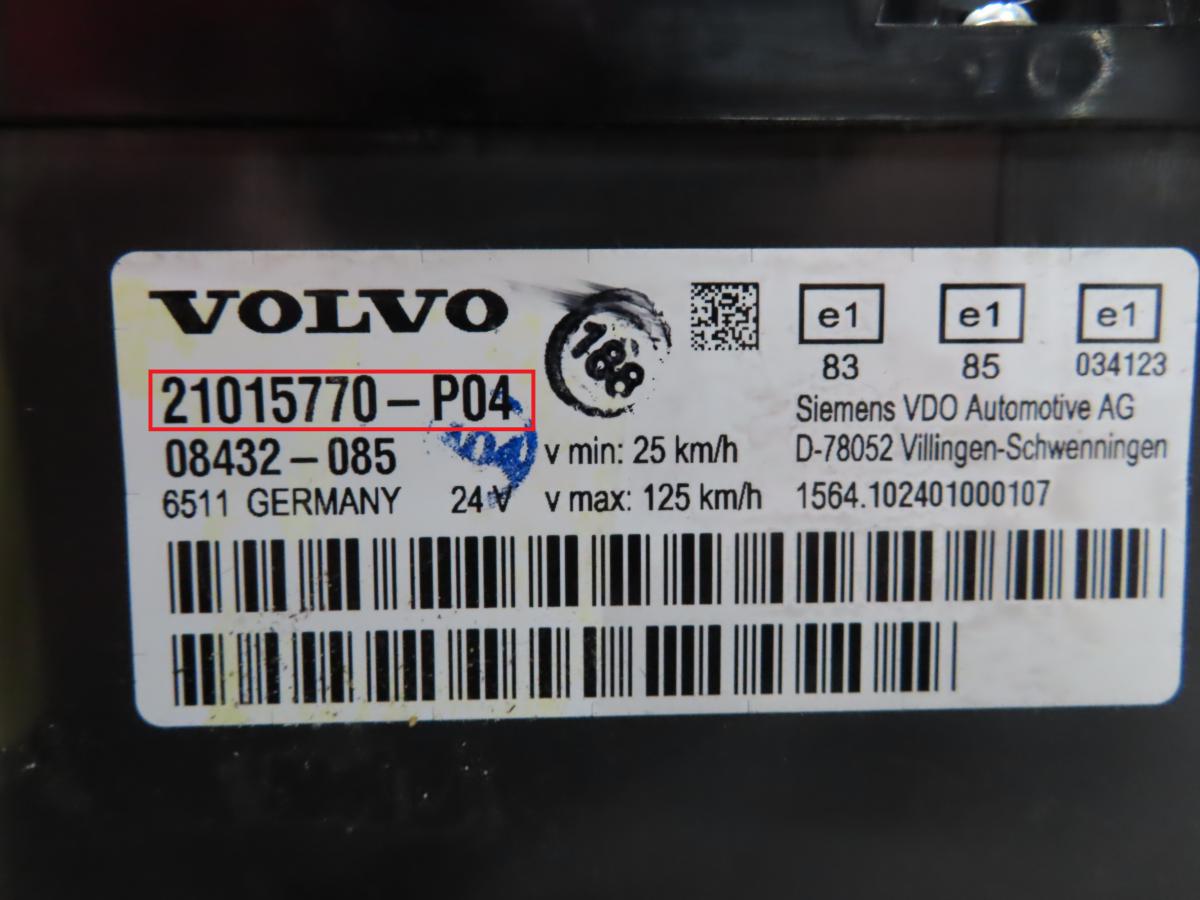 VOLVO
21015770-P04
08432-085
6511 GERMANY 24V
188
v min: 25 km/h
v max: 125 km/h
e1 e1 e1
83 85 034123
Siemens VDO Automotive AG
D-78052 Villingen-Schwenningen
1564.102401000107